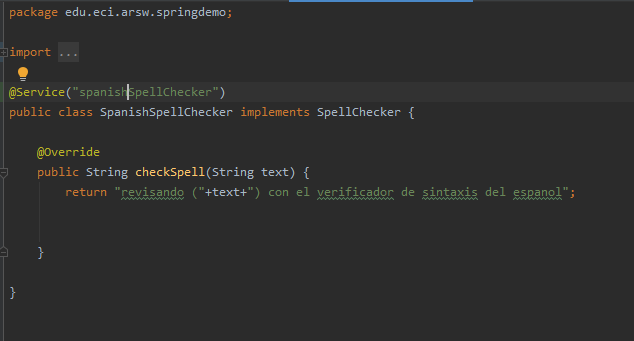 package edu.eci.arsw.springdemo;
import ...
@Service("spanishSpellChecker")
public class SpanishSpellChecker implements SpellChecker {
@Override
public String checkSpell(String text) {
return "revisando ("+text+") con el verificador de sintaxis del espanol";
}
}